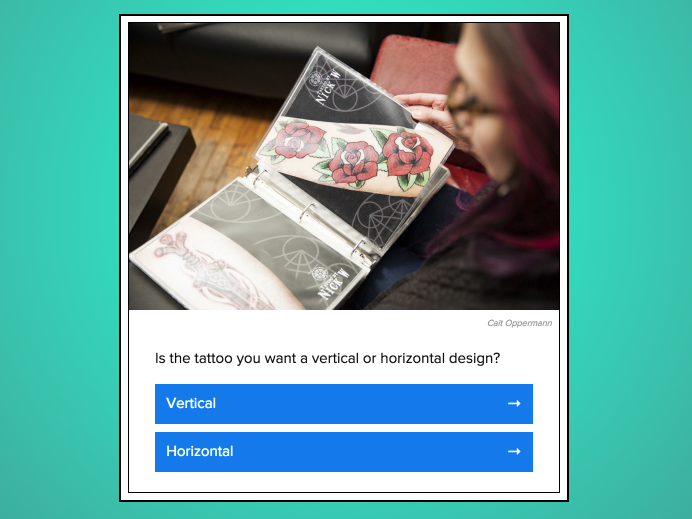 NICK W
NICK W
Cait Oppermann
Is the tattoo you want a vertical or horizontal design?
Vertical →
Horizontal →